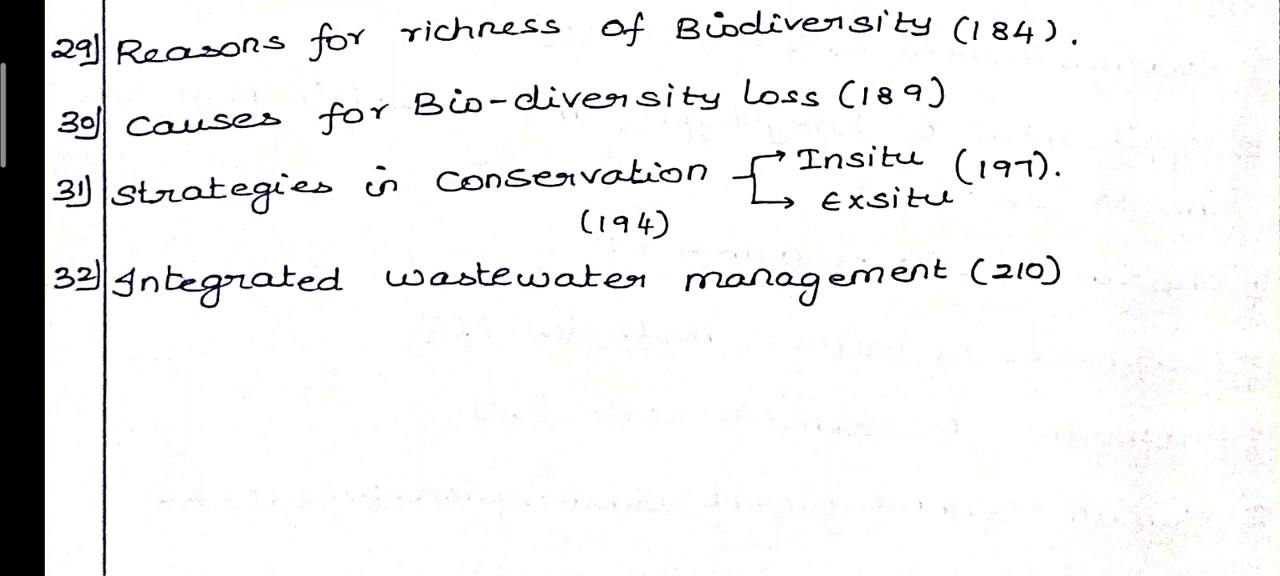 29) Reasons for richness of Biodiversity (184).
30) Causes for Bio-diversity Loss (189)
31) Strategies in Conservation → Insitu (197).
→ Exsitu
(194)
32) Integrated wastewater management (210)